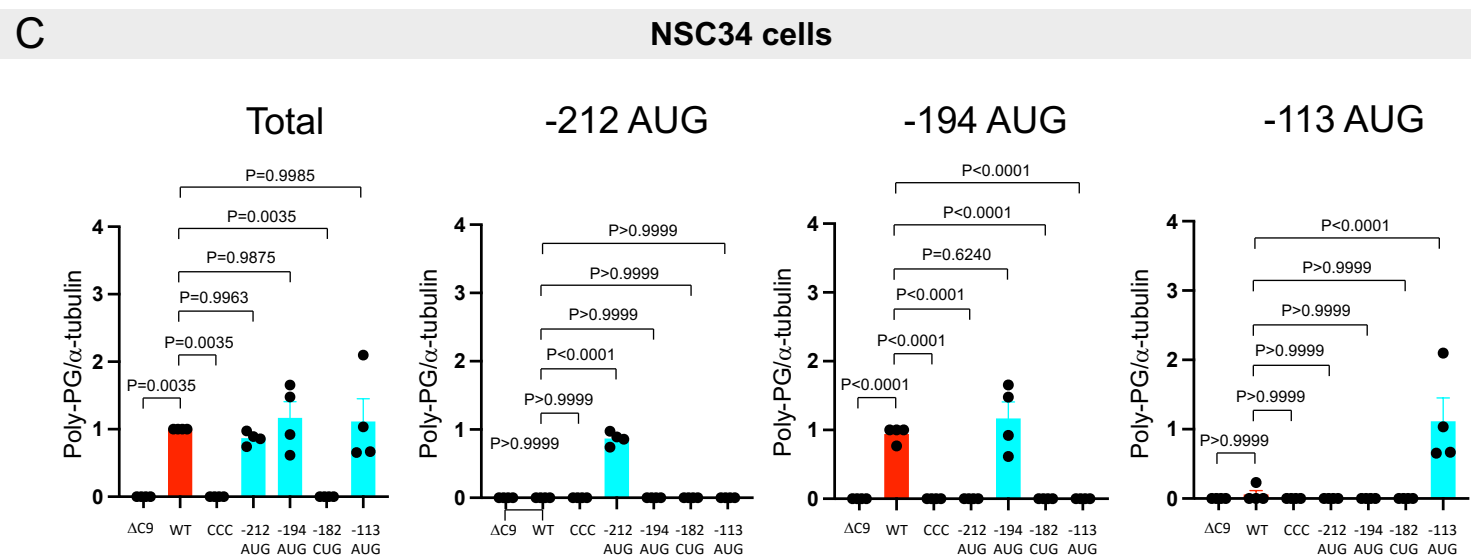 C
NSC34 cells
Total
-212 AUG
-194 AUG
-113 AUG
Poly-PG/α-tubulin
4
3
2
1
0
P=0.9985
P=0.0035
P=0.9875
P=0.9963
P=0.0035
P=0.0035
ΔC9 WT CCC -212 AUG -194 AUG -182 CUG -113 AUG
Poly-PG/α-tubulin
4
3
2
1
0
P>0.9999
P>0.9999
P>0.9999
P<0.0001
P>0.9999
P>0.9999
ΔC9 WT CCC -212 AUG -194 AUG -182 CUG -113 AUG
Poly-PG/α-tubulin
4
3
2
1
0
P<0.0001
P<0.0001
P=0.6240
P<0.0001
P<0.0001
P<0.0001
ΔC9 WT CCC -212 AUG -194 AUG -182 CUG -113 AUG
Poly-PG/α-tubulin
4
3
2
1
0
P<0.0001
P>0.9999
P>0.9999
P>0.9999
P>0.9999
P>0.9999
ΔC9 WT CCC -212 AUG -194 AUG -182 CUG -113 AUG